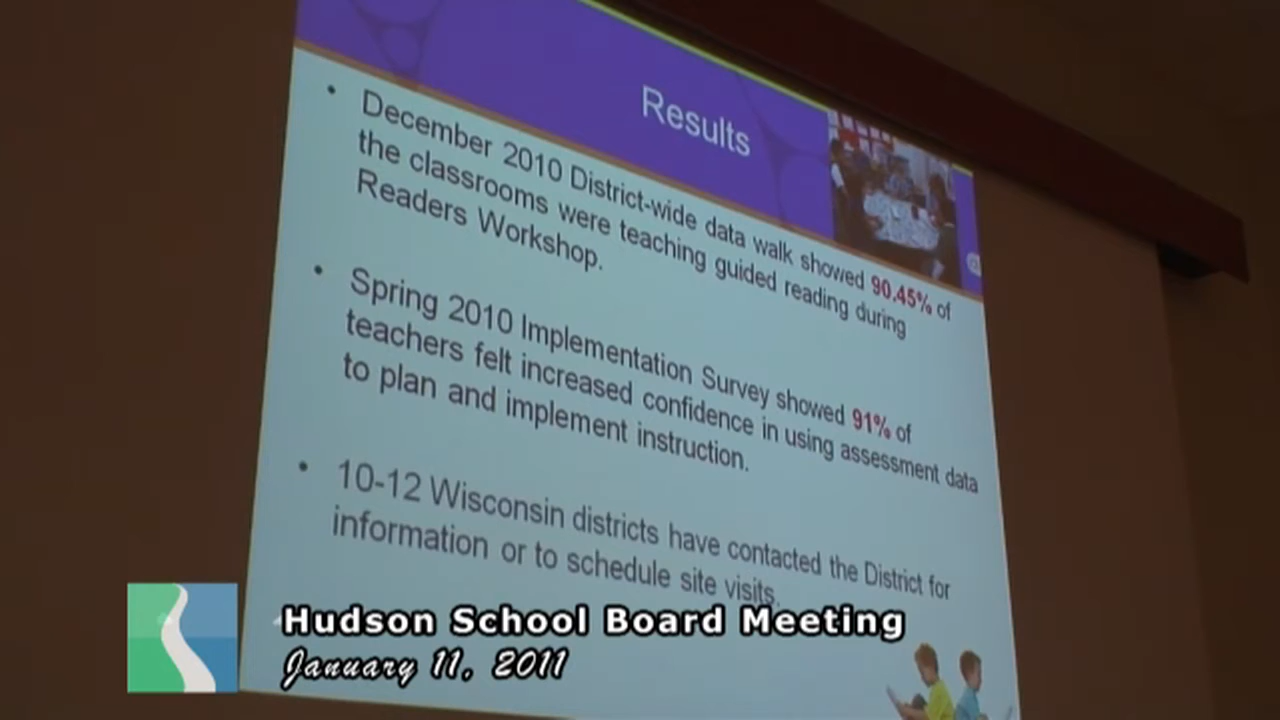 Results
• December 2010 District-wide data walk showed 90.45% of
the classrooms were teaching guided reading during
Readers Workshop.
• Spring 2010 Implementation Survey showed 91% of
teachers felt increased confidence in using assessment data
to plan and implement instruction.
• 10-12 Wisconsin districts have contacted the District for
information or to schedule site visits.
Hudson School Board Meeting
January 11, 2011